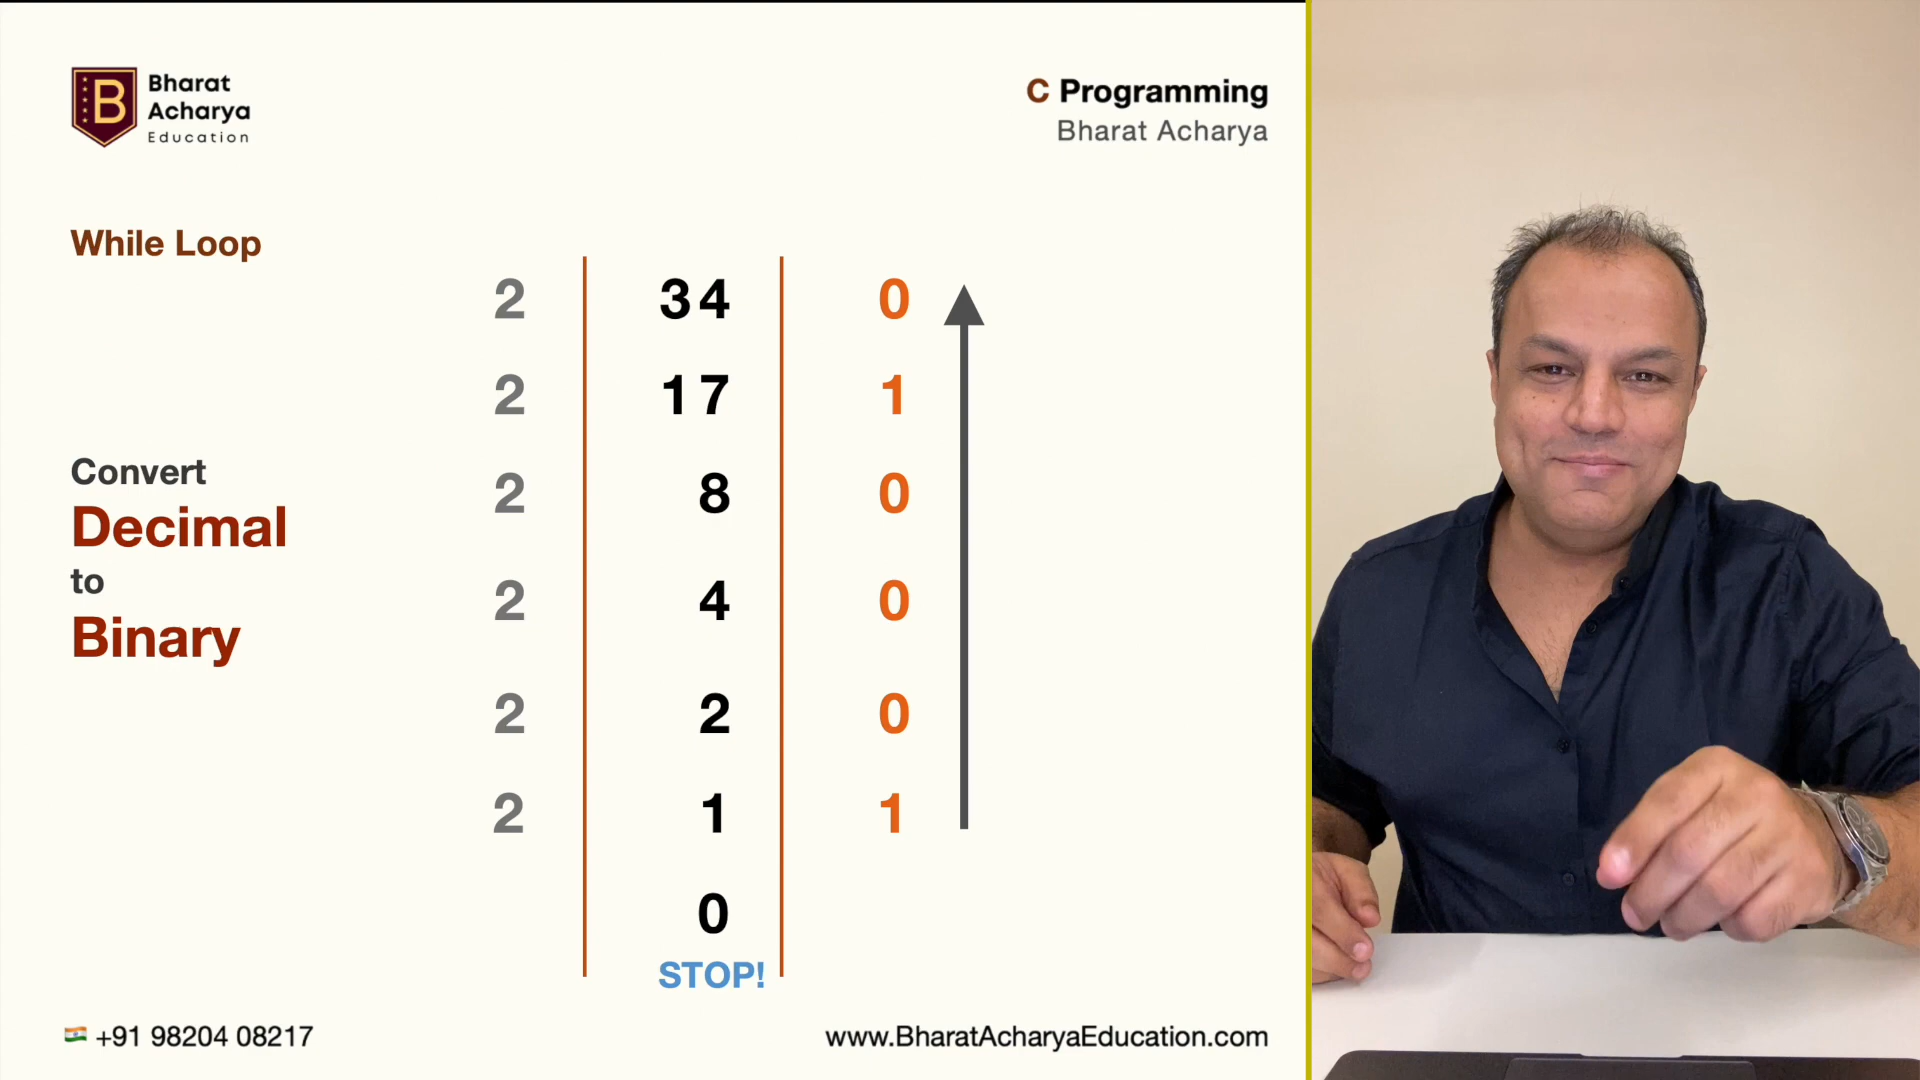 Bharat
Acharya
Education
C Programming
Bharat Acharya
While Loop
2 34 0
2 17 1
2 8 0
2 4 0
2 2 0
2 1 1
0
STOP!
Convert
Decimal
to
Binary
+91 98204 08217
www.BharatAcharyaEducation.com